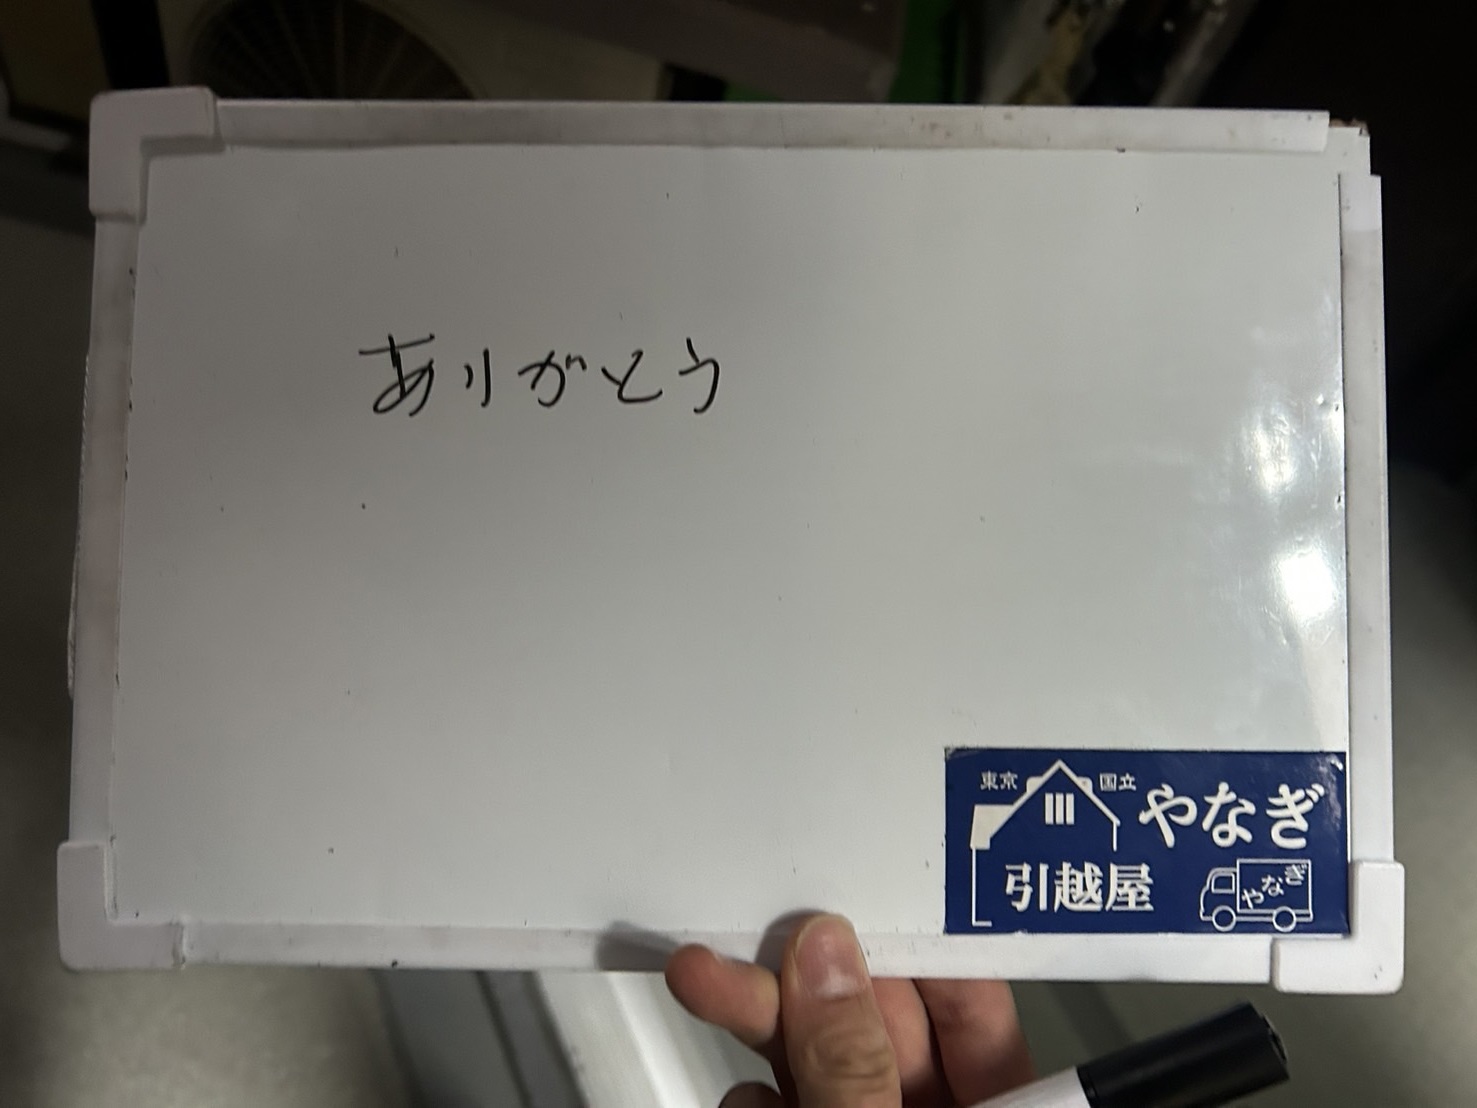 ありがとう
東京 国立 やなぎ
引越屋 やなぎ